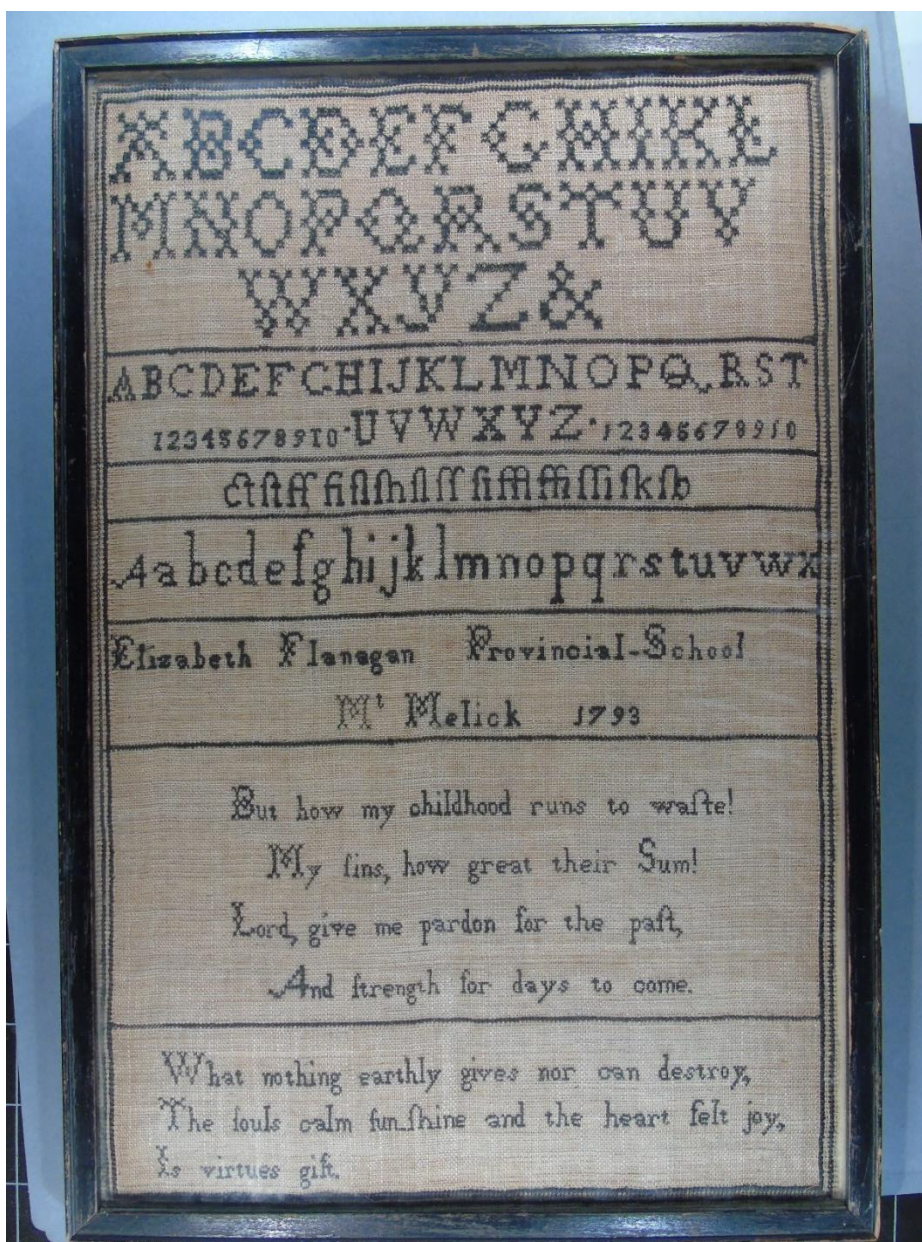 ABCDEFGHIKL
MNOPQRSTUV
WXYZ&
ABCDEFGHIJKLMNOPQRST
12345678910·UVWXYZ·12345678910
ctſtfffiflſhſlſſſiffifflſſiſkſb
Aabcdefghijklmnopqrstuvwx
Elizabeth Flanagan Provincial-School
Mt Melick 1793
But how my childhood runs to waſte!
My ſins, how great their Sum!
Lord, give me pardon for the paſt,
And ſtrength for days to come.
What nothing earthly gives nor can destroy,
The ſouls calm ſun-ſhine and the heart felt joy,
Is virtues gift.